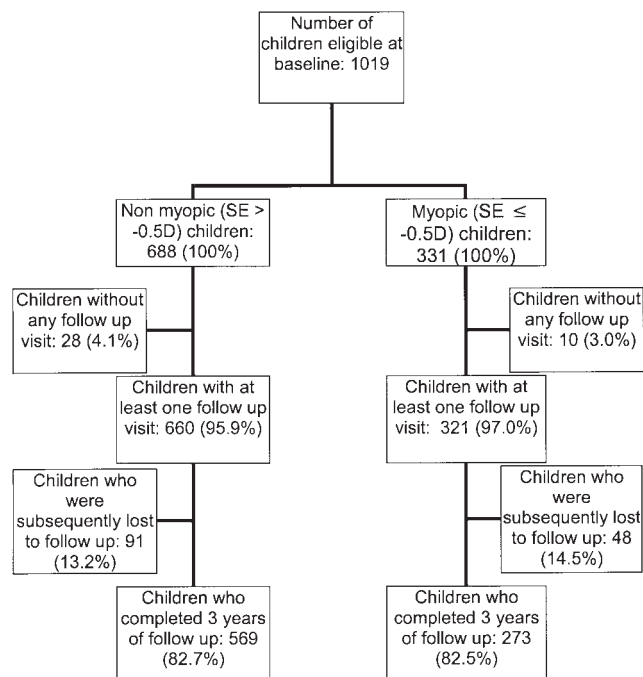 Number of
children eligible at
baseline: 1019
Non myopic (SE >
-0.5D) children:
688 (100%)
Myopic (SE ≤
-0.5D) children:
331 (100%)
Children without
any follow up
visit: 28 (4.1%)
Children without
any follow up
visit: 10 (3.0%)
Children with at
least one follow up
visit: 660 (95.9%)
Children with at
least one follow up
visit: 321 (97.0%)
Children who
were
subsequently lost
to follow up: 91
(13.2%)
Children who
were
subsequently lost
to follow up: 48
(14.5%)
Children who
completed 3 years
of follow up: 569
(82.7%)
Children who
completed 3 years
of follow up: 273
(82.5%)